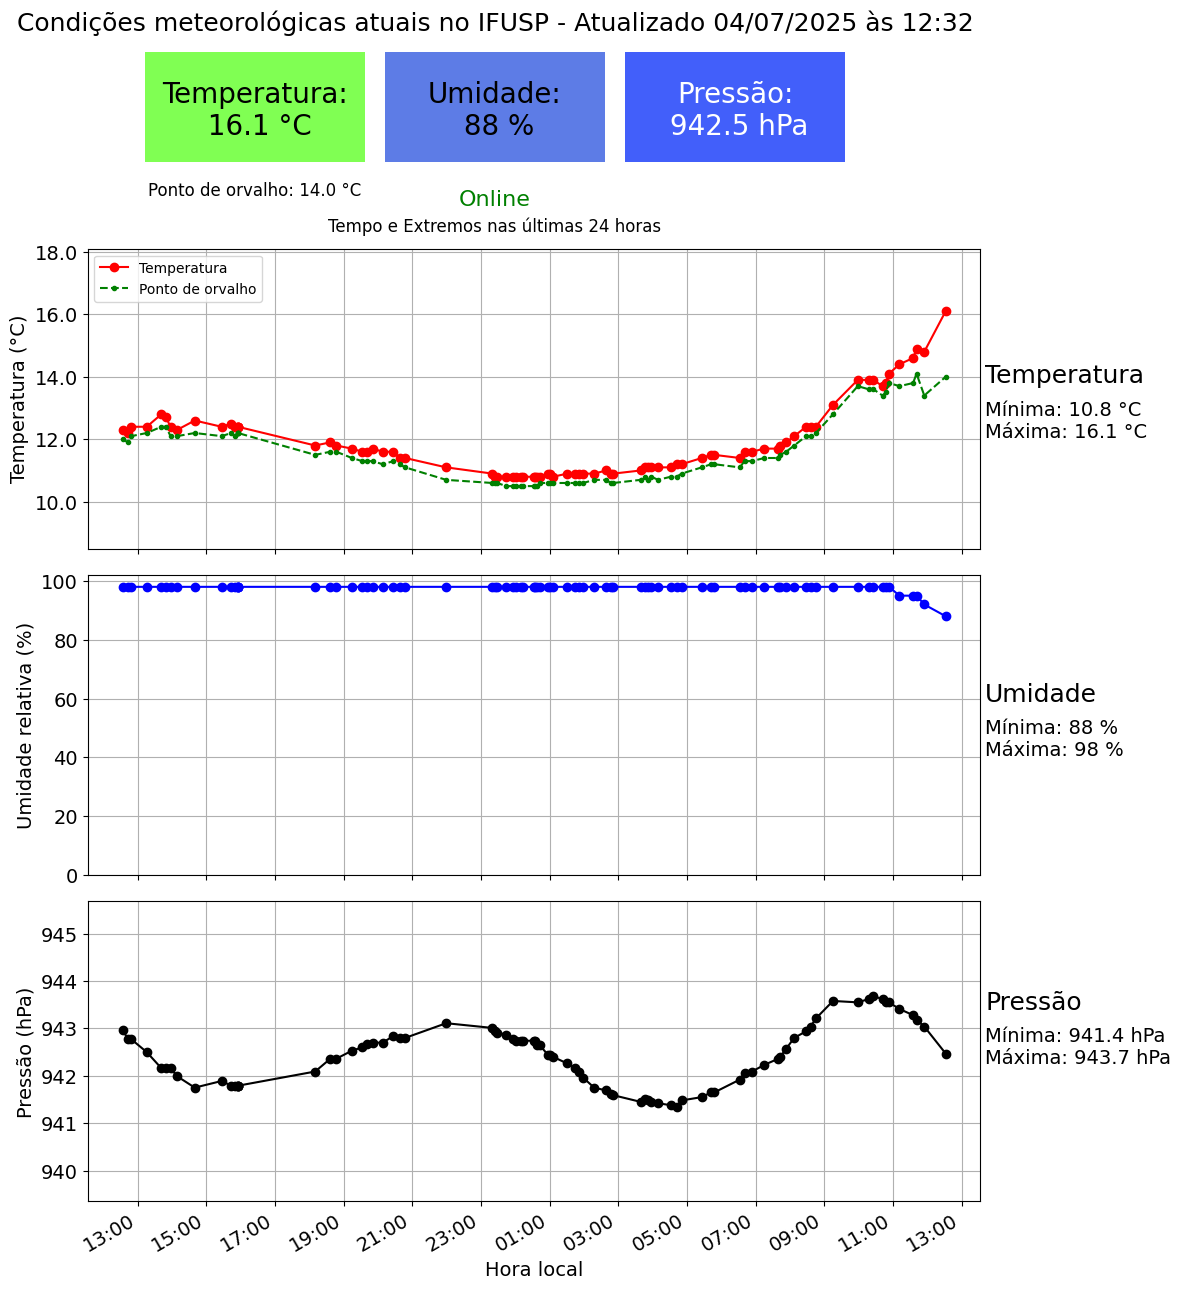 Condições meteorológicas atuais no IFUSP - Atualizado 04/07/2025 às 12:32
Temperatura:
16.1 °C
Umidade:
88 %
Pressão:
942.5 hPa
Ponto de orvalho: 14.0 °C
Online
Tempo e Extremos nas últimas 24 horas
Temperatura (°C)
18.0
16.0
14.0
12.0
10.0
Temperatura
Ponto de orvalho
Temperatura
Mínima: 10.8 °C
Máxima: 16.1 °C
Umidade relativa (%)
100
80
60
40
20
0
Umidade
Mínima: 88 %
Máxima: 98 %
Pressão (hPa)
945
944
943
942
941
940
Pressão
Mínima: 941.4 hPa
Máxima: 943.7 hPa
13:00
15:00
17:00
19:00
21:00
23:00
01:00
03:00
05:00
07:00
09:00
11:00
13:00
Hora local